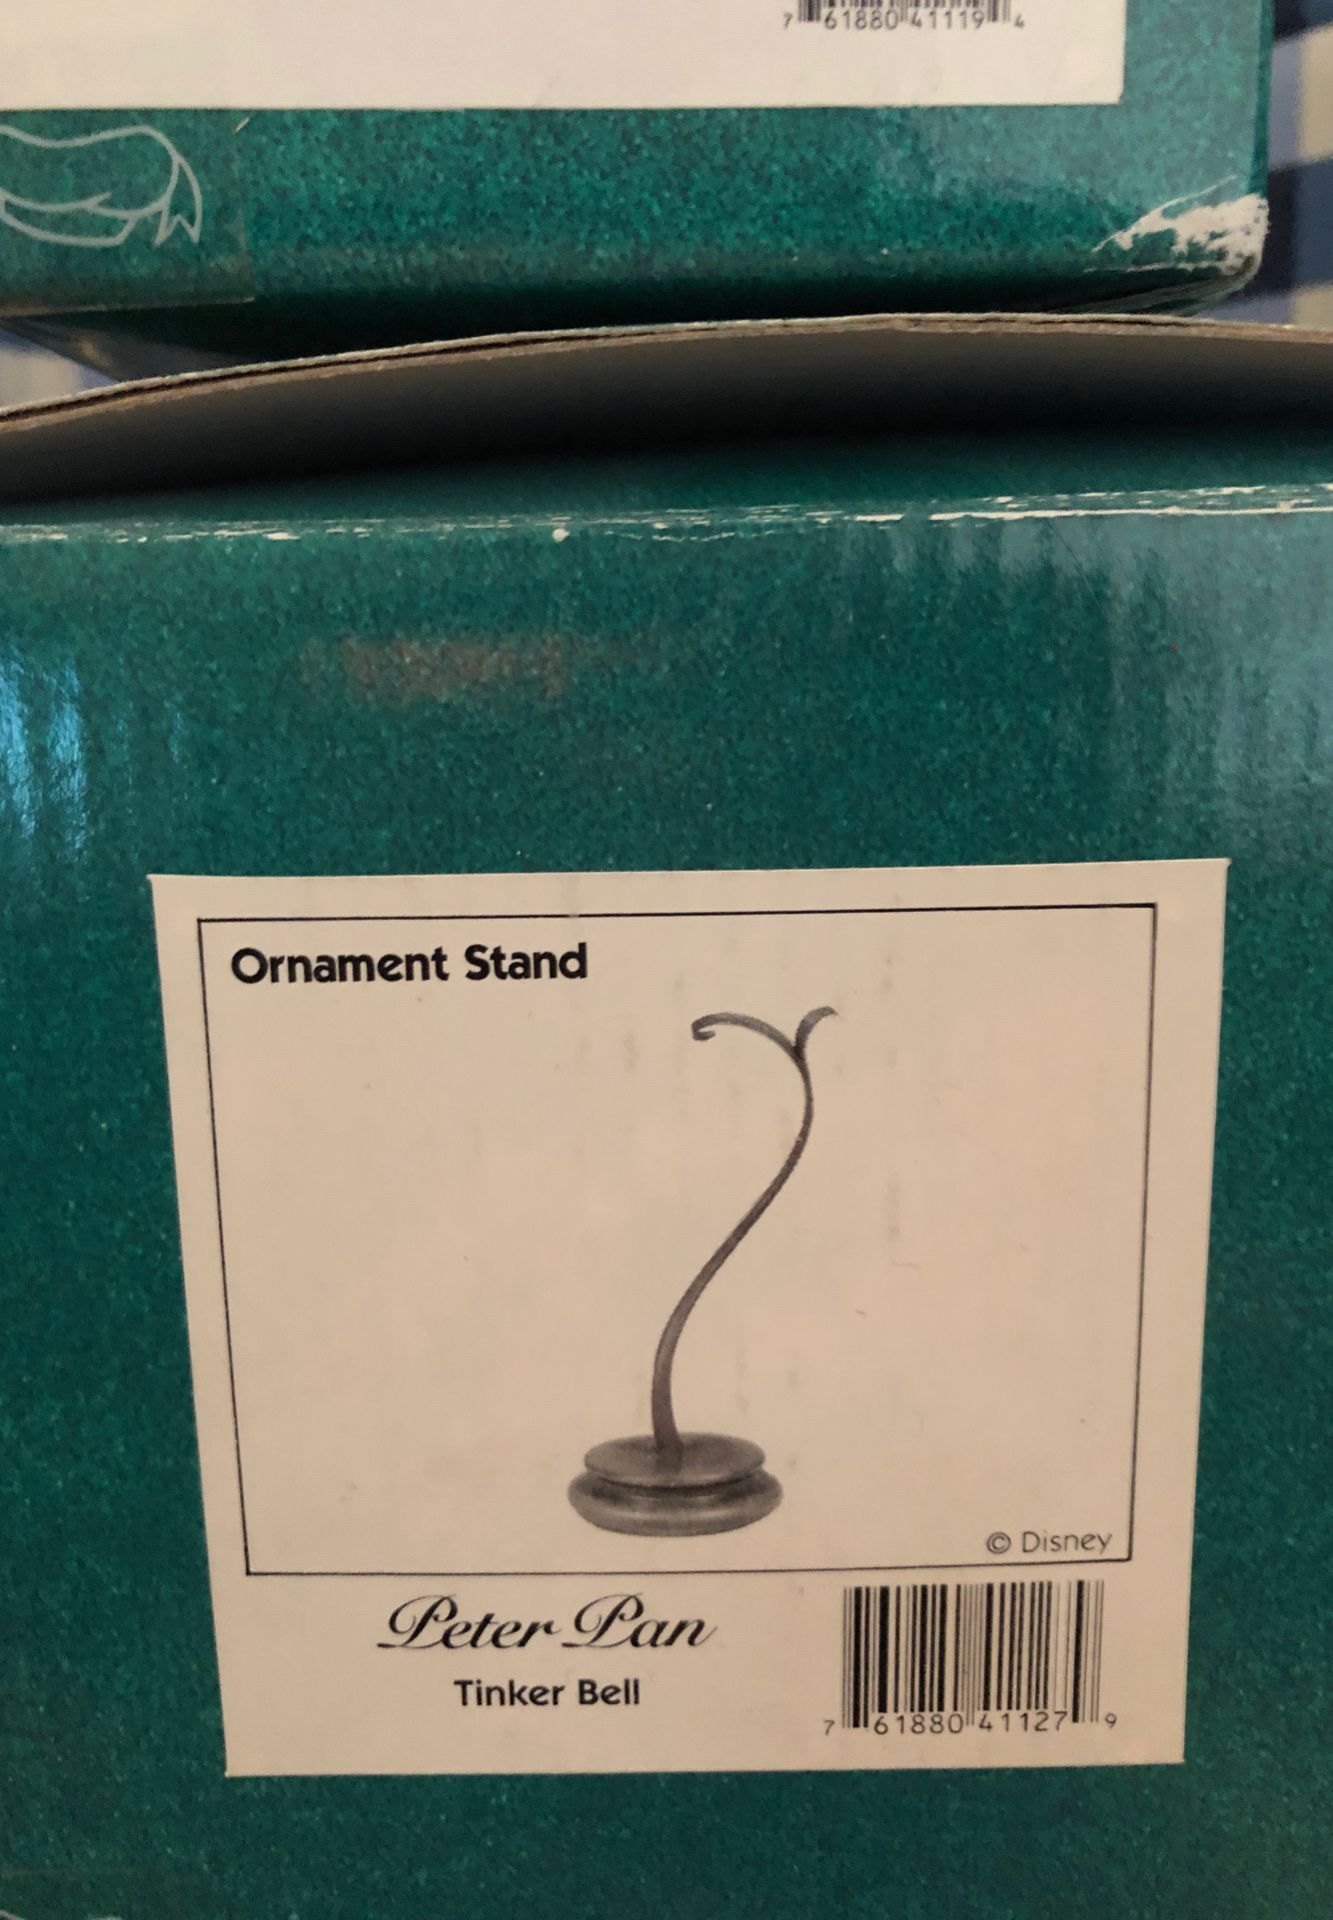 7 61880 41119 4
Ornament Stand
© Disney
Peter Pan
Tinker Bell
7 61880 41127 9